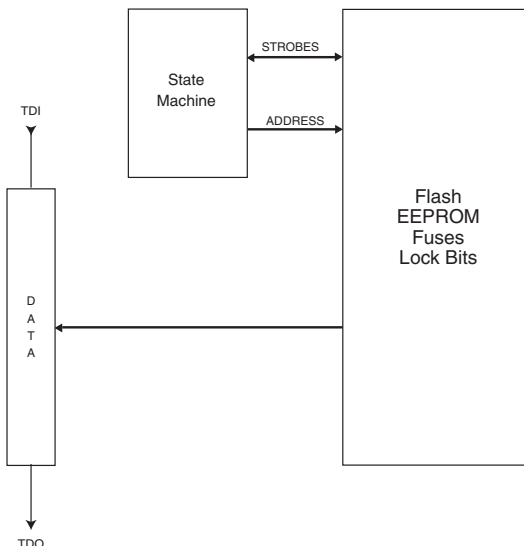 STROBES
State
Machine
ADDRESS
TDI
Flash
EEPROM
Fuses
Lock Bits
D
A
T
A
TDO